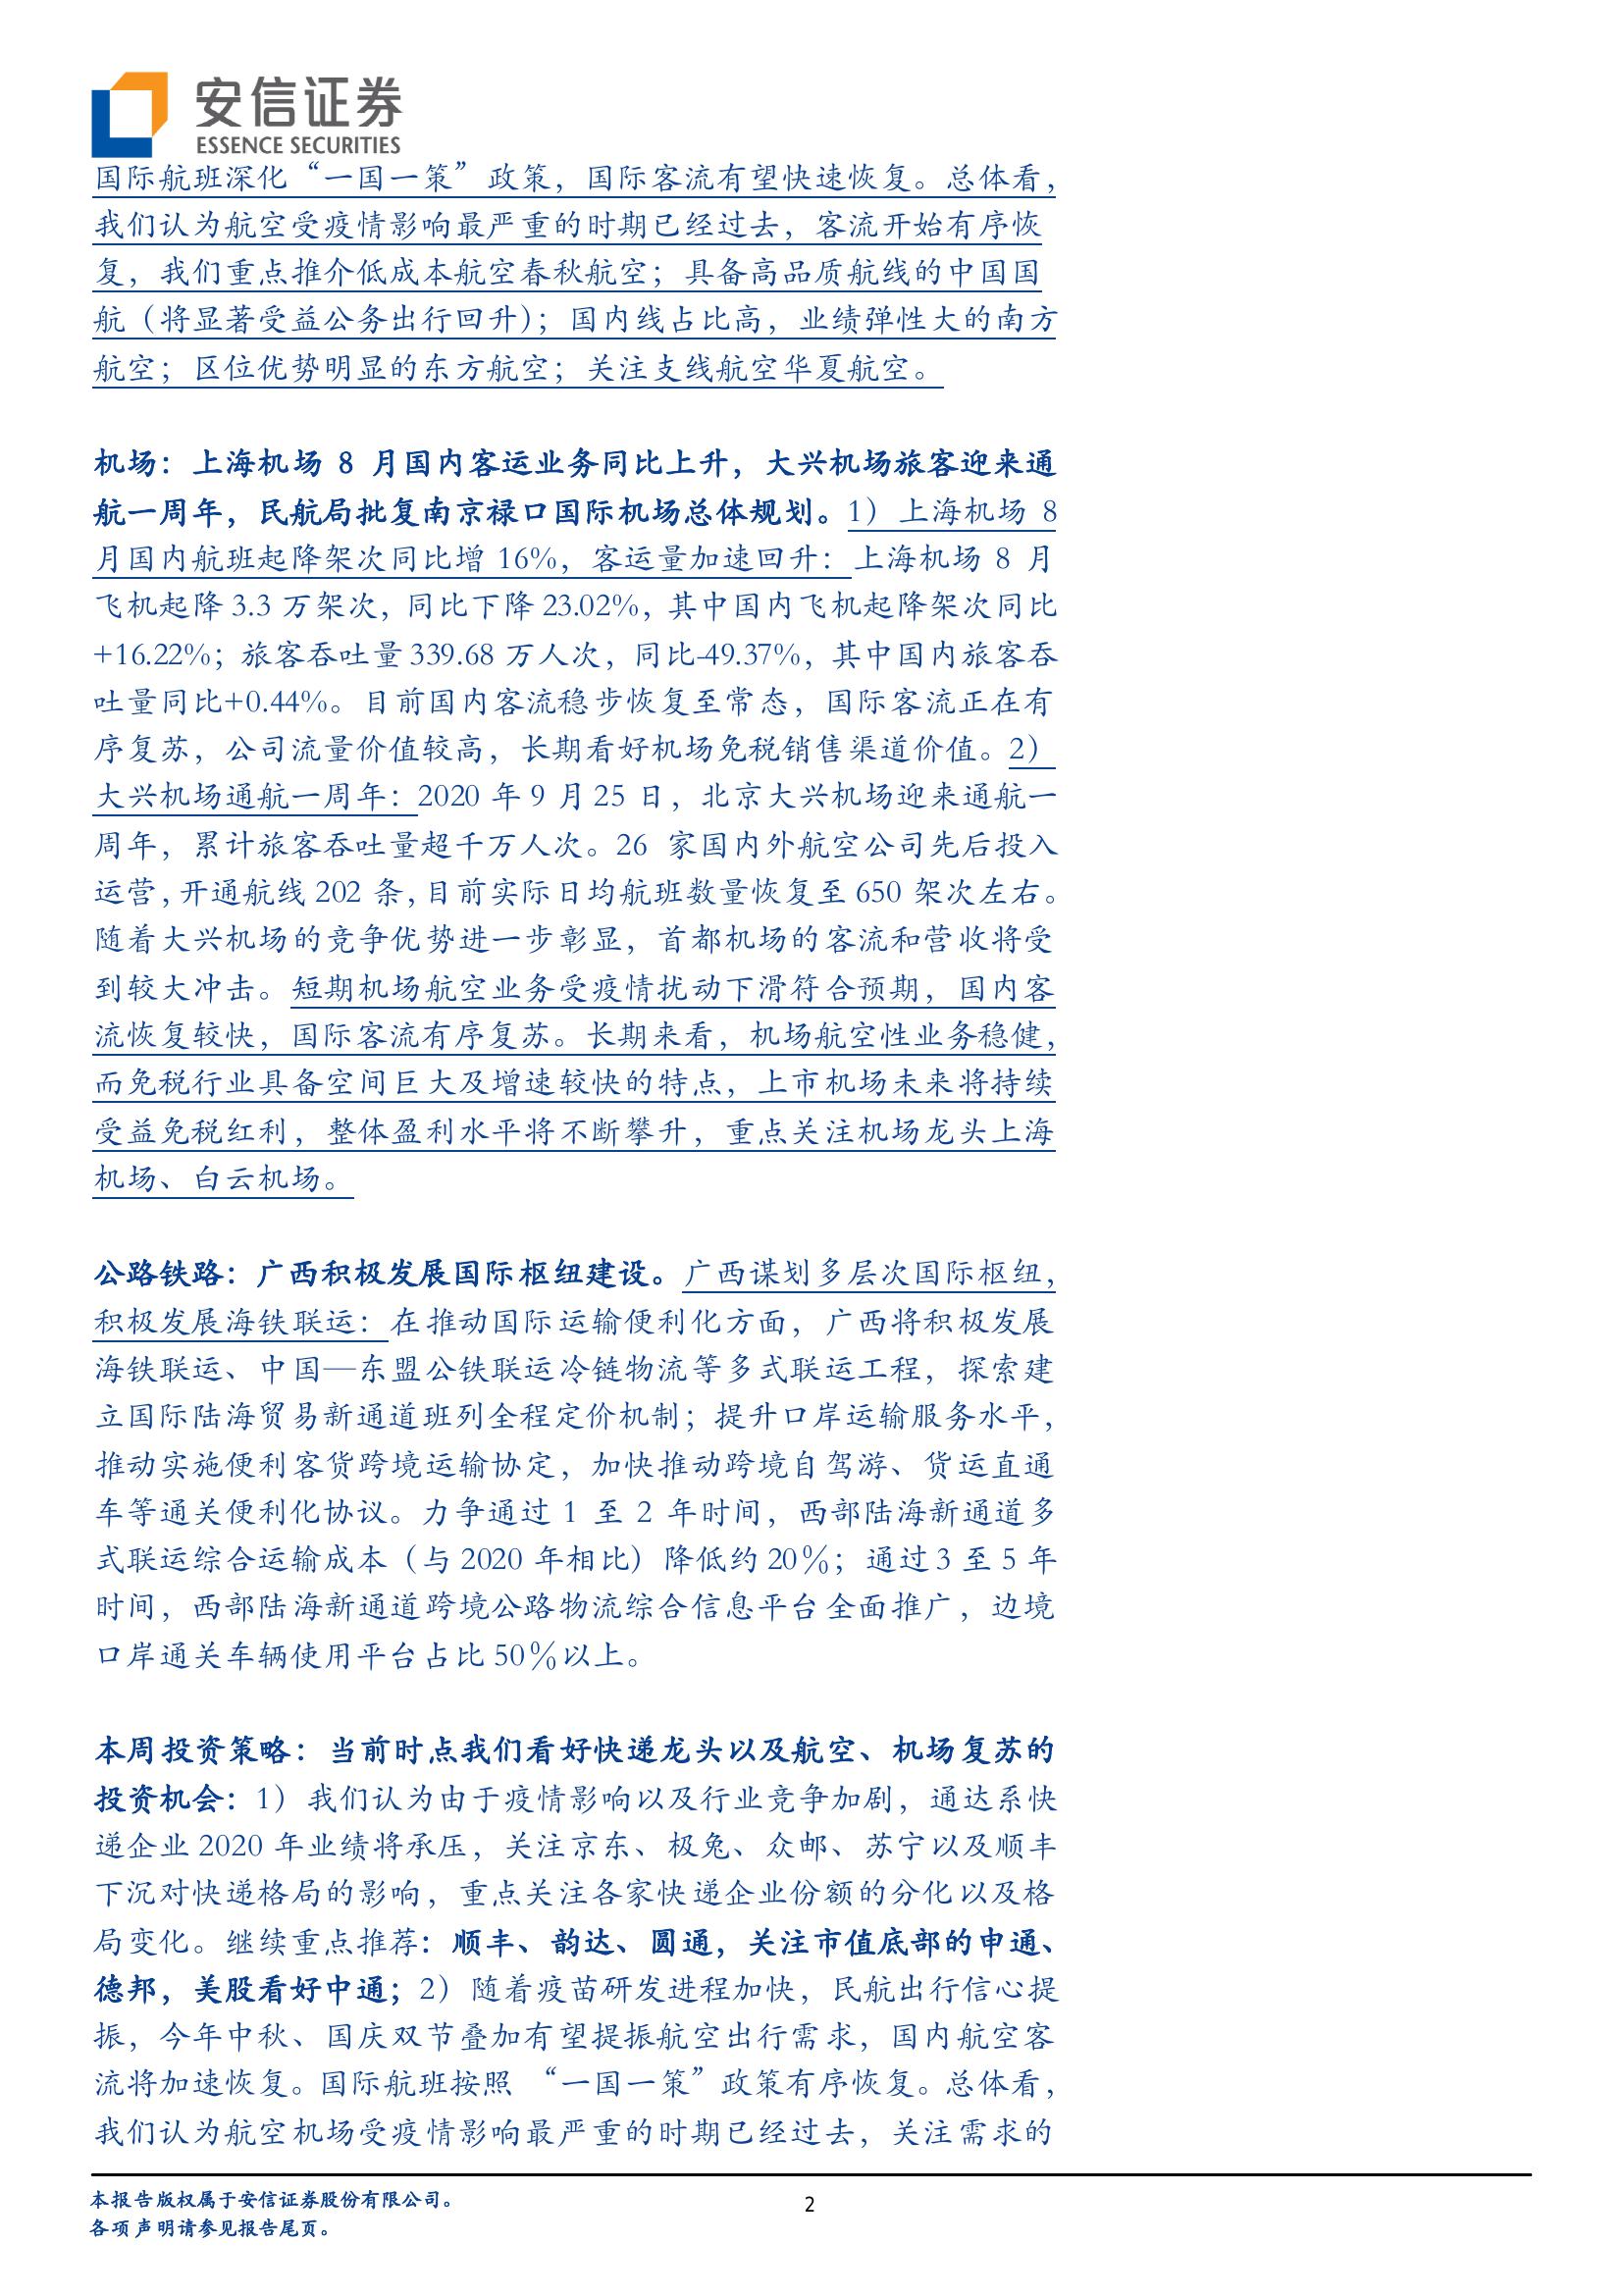 安信证券
ESSENCE SECURITIES
国际航班深化“一国一策”政策，国际客流有望快速恢复。总体看，
我们认为航空受疫情影响最严重的时期已经过去，客流开始有序恢
复，我们重点推介低成本航空春秋航空；具备高品质航线的中国国
航（将显著受益公务出行回升）；国内线占比高，业绩弹性大的南方
航空；区位优势明显的东方航空；关注支线航空华夏航空。
机场：上海机场 8 月国内客运业务同比上升，大兴机场旅客迎来通
航一周年，民航局批复南京禄口国际机场总体规划。1）上海机场 8
月国内航班起降架次同比增 16%，客运量加速回升：上海机场 8 月
飞机起降 3.3 万架次，同比下降 23.02%，其中国内飞机起降架次同比
+16.22%；旅客吞吐量 339.68 万人次，同比-49.37%，其中国内旅客吞
吐量同比+0.44%。目前国内客流稳步恢复至常态，国际客流正在有
序复苏，公司流量价值较高，长期看好机场免税销售渠道价值。2）
大兴机场通航一周年：2020 年 9 月 25 日，北京大兴机场迎来通航一
周年，累计旅客吞吐量超千万人次。26 家国内外航空公司先后投入
运营，开通航线 202 条，目前实际日均航班数量恢复至 650 架次左右。
随着大兴机场的竞争优势进一步彰显，首都机场的客流和营收将受
到较大冲击。短期机场航空业务受疫情扰动下滑符合预期，国内客
流恢复较快，国际客流有序复苏。长期来看，机场航空性业务稳健，
而免税行业具备空间巨大及增速较快的特点，上市机场未来将持续
受益免税红利，整体盈利水平将不断攀升，重点关注机场龙头上海
机场、白云机场。
公路铁路：广西积极发展国际枢纽建设。广西谋划多层次国际枢纽，
积极发展海铁联运：在推动国际运输便利化方面，广西将积极发展
海铁联运、中国—东盟公铁联运冷链物流等多式联运工程，探索建
立国际陆海贸易新通道班列全程定价机制；提升口岸运输服务水平，
推动实施便利客货跨境运输协定，加快推动跨境自驾游、货运直通
车等通关便利化协议。力争通过 1 至 2 年时间，西部陆海新通道多
式联运综合运输成本（与 2020 年相比）降低约 20％；通过 3 至 5 年
时间，西部陆海新通道跨境公路物流综合信息平台全面推广，边境
口岸通关车辆使用平台占比 50％以上。
本周投资策略：当前时点我们看好快递龙头以及航空、机场复苏的
投资机会：1）我们认为由于疫情影响以及行业竞争加剧，通达系快
递企业 2020 年业绩将承压，关注京东、极兔、众邮、苏宁以及顺丰
下沉对快递格局的影响，重点关注各家快递企业份额的分化以及格
局变化。继续重点推荐：顺丰、韵达、圆通，关注市值底部的申通、
德邦，美股看好中通；2）随着疫苗研发进程加快，民航出行信心提
振，今年中秋、国庆双节叠加有望提振航空出行需求，国内航空客
流将加速恢复。国际航班按照 “一国一策”政策有序恢复。总体看，
我们认为航空机场受疫情影响最严重的时期已经过去，关注需求的
本报告版权属于安信证券股份有限公司。
2
各项声明请参见报告尾页。